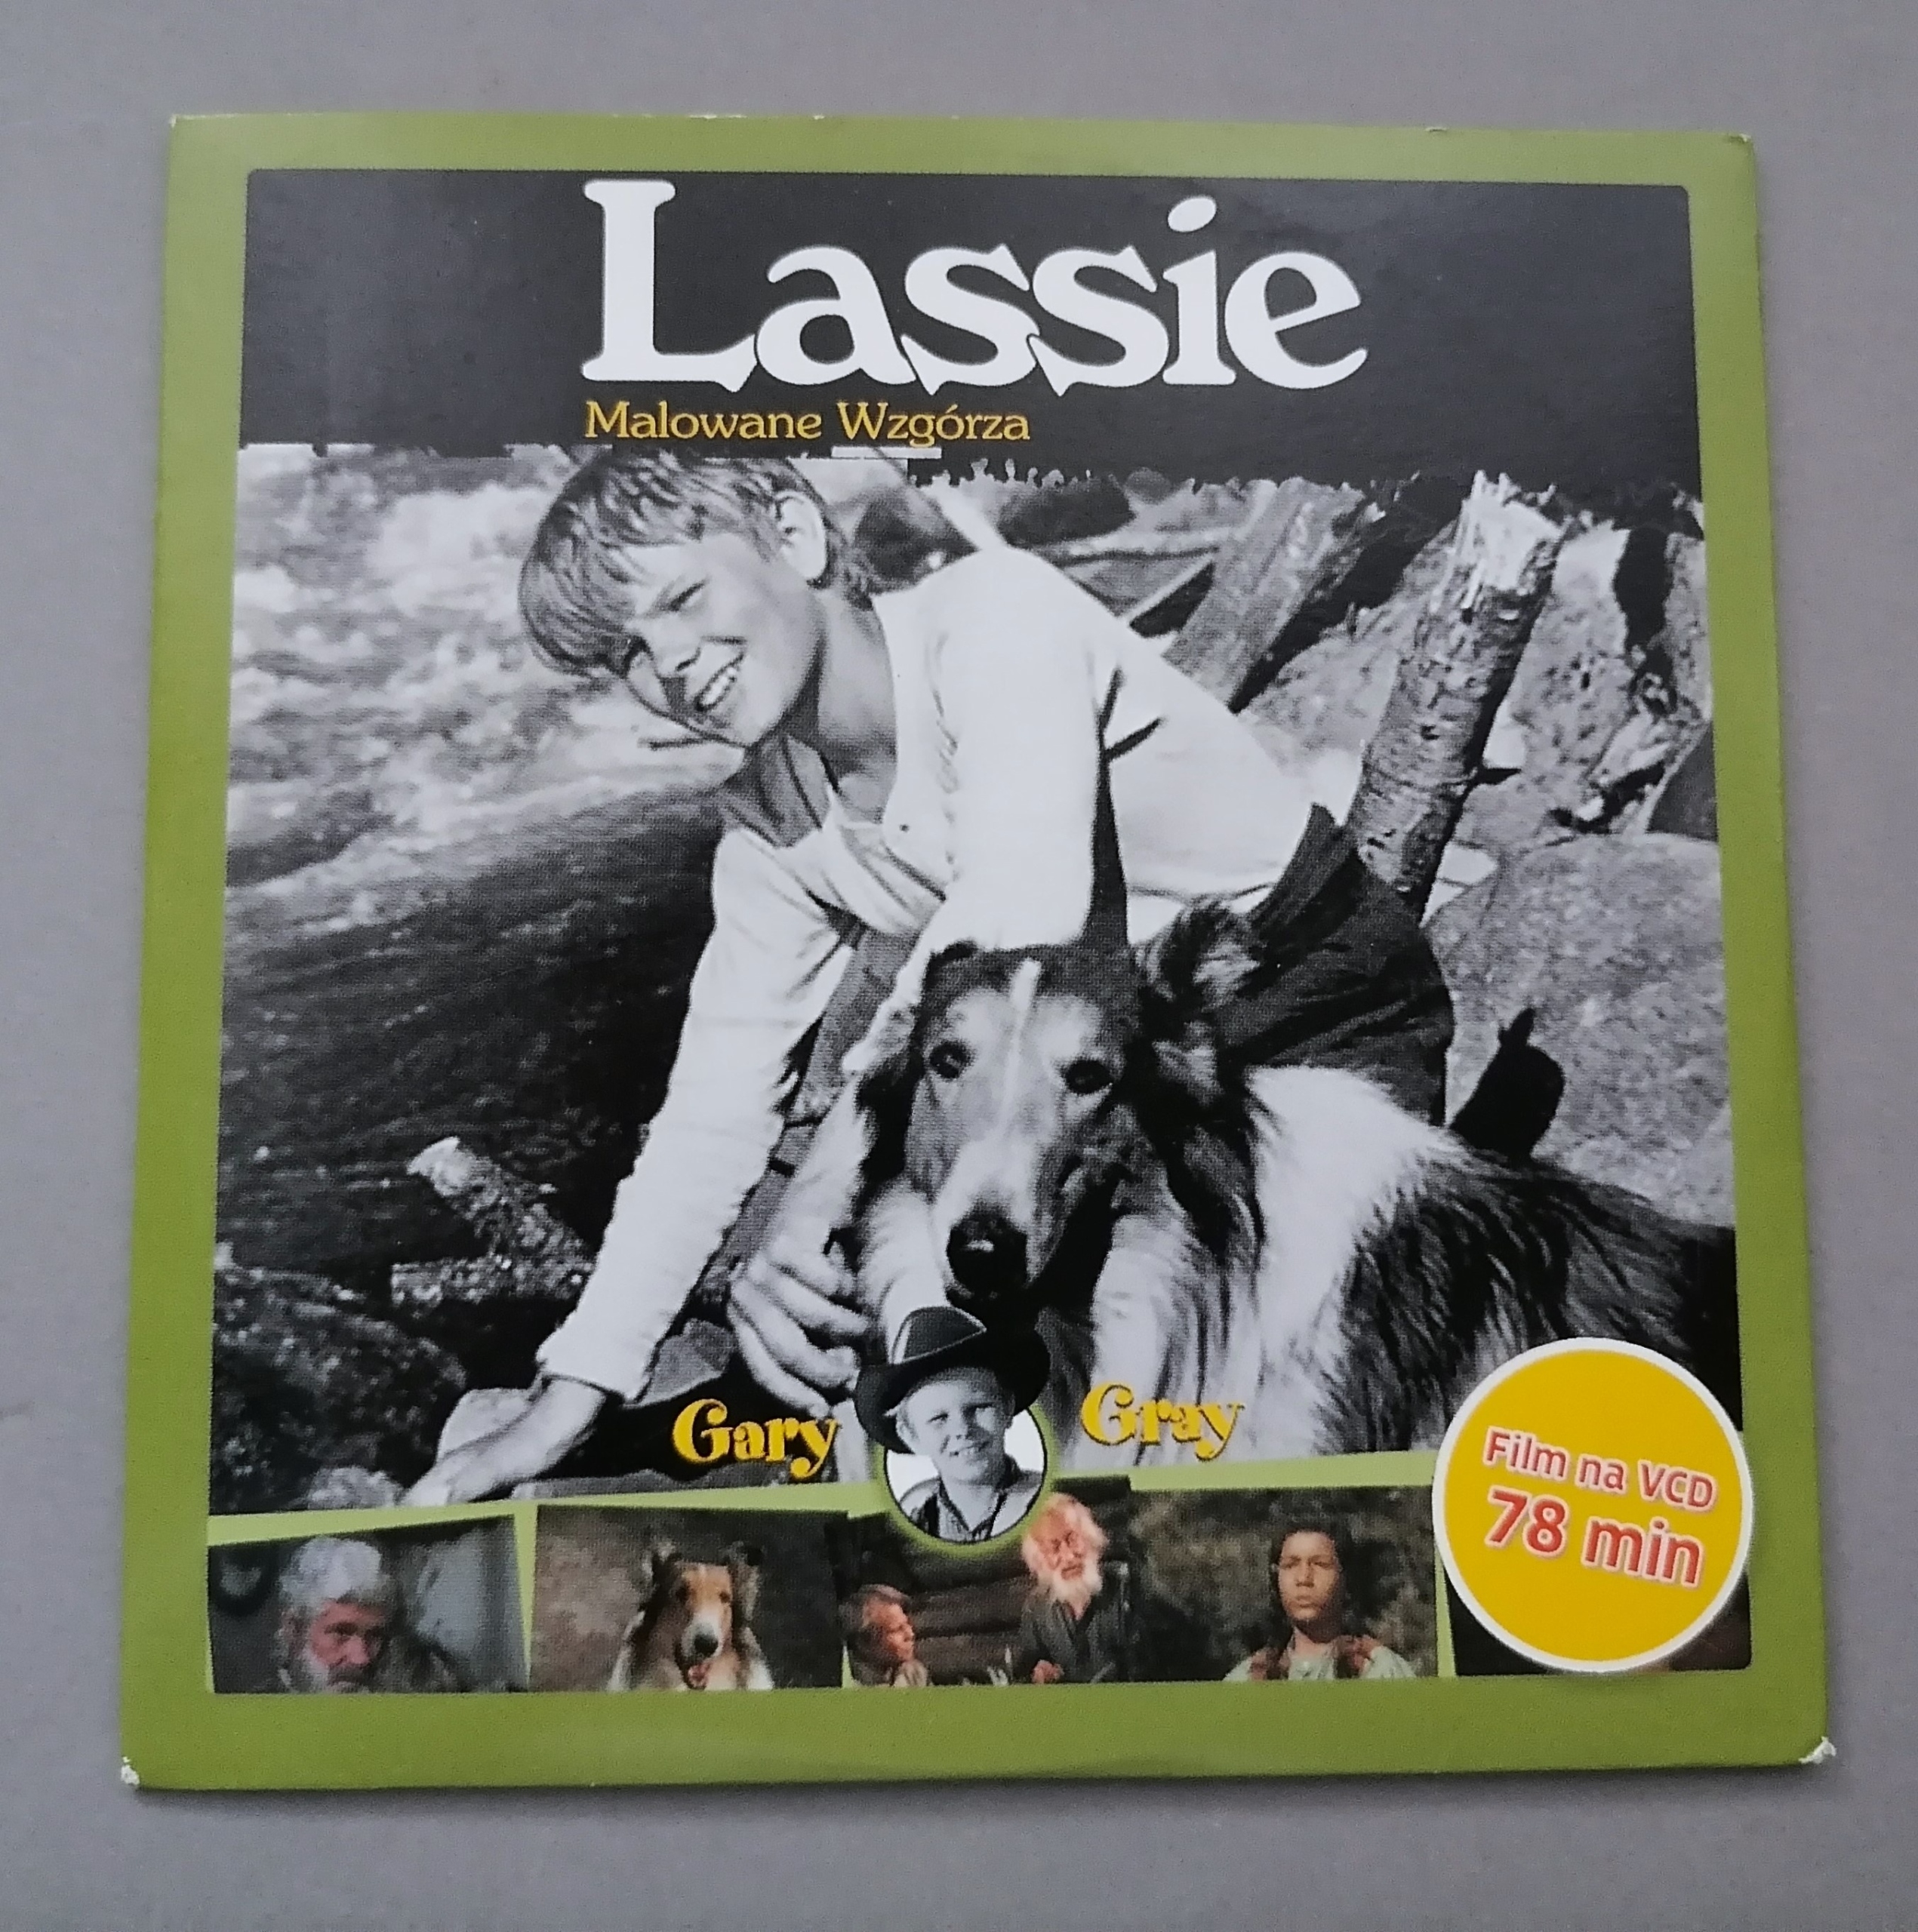 Lassie
Malowane Wzgórza
Gary Gray
Film na VCD
78 min